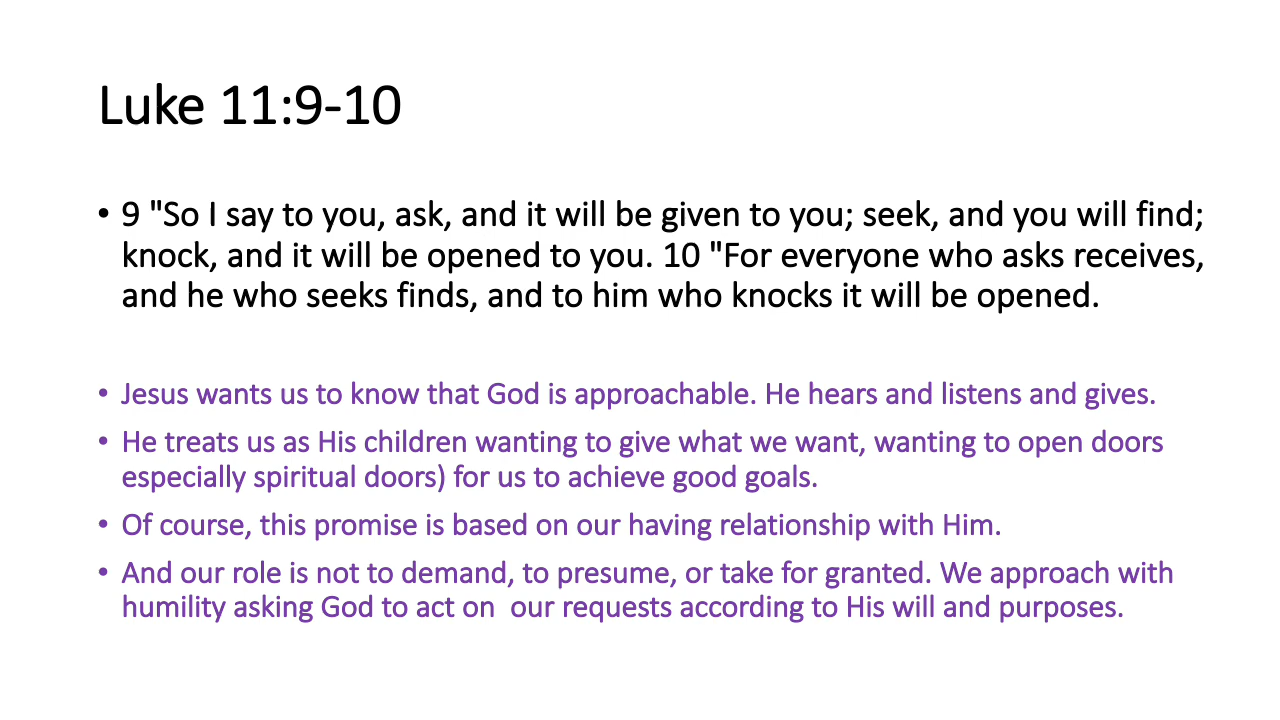 Luke 11:9-10
• 9 "So I say to you, ask, and it will be given to you; seek, and you will find;
knock, and it will be opened to you. 10 "For everyone who asks receives,
and he who seeks finds, and to him who knocks it will be opened.
• Jesus wants us to know that God is approachable. He hears and listens and gives.
• He treats us as His children wanting to give what we want, wanting to open doors
especially spiritual doors) for us to achieve good goals.
• Of course, this promise is based on our having relationship with Him.
• And our role is not to demand, to presume, or take for granted. We approach with
humility asking God to act on  our requests according to His will and purposes.